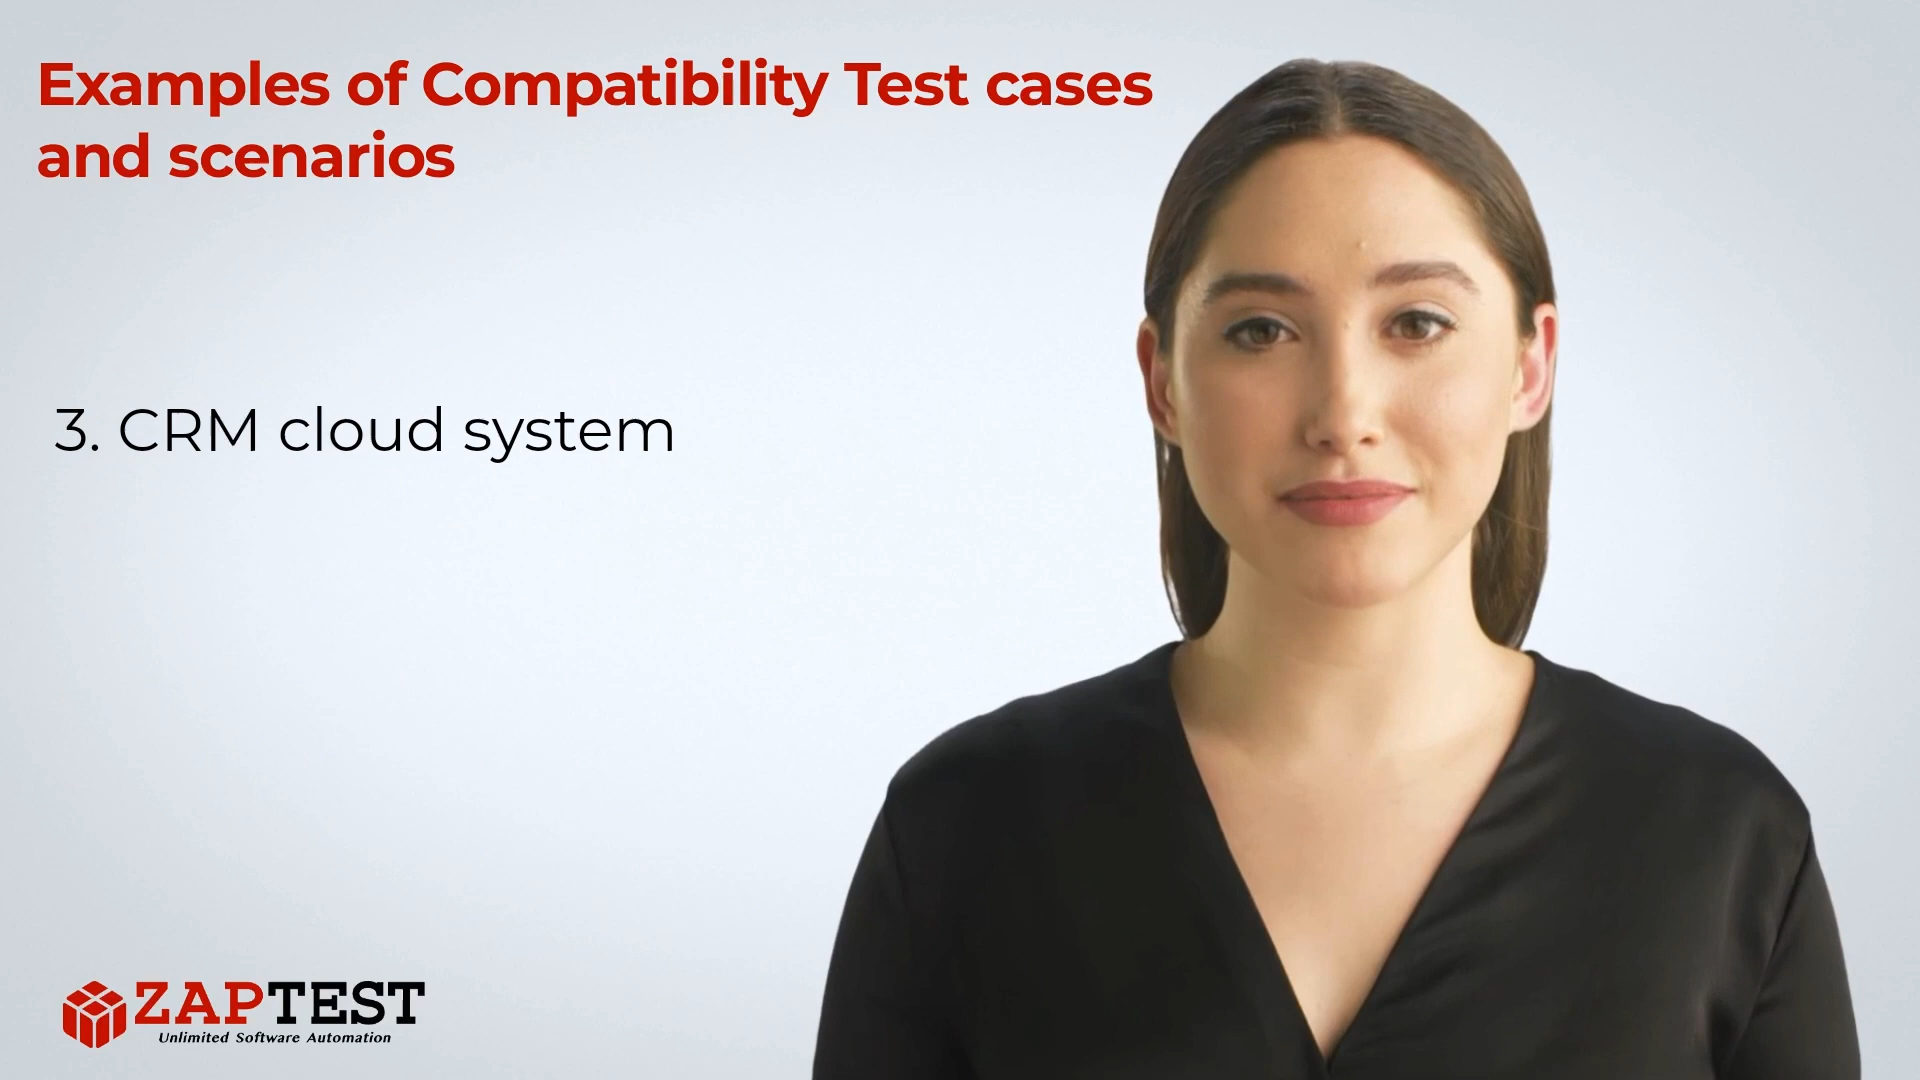 Examples of Compatibility Test cases
and scenarios
3. CRM cloud system
ZAPTEST
Unlimited Software Automation